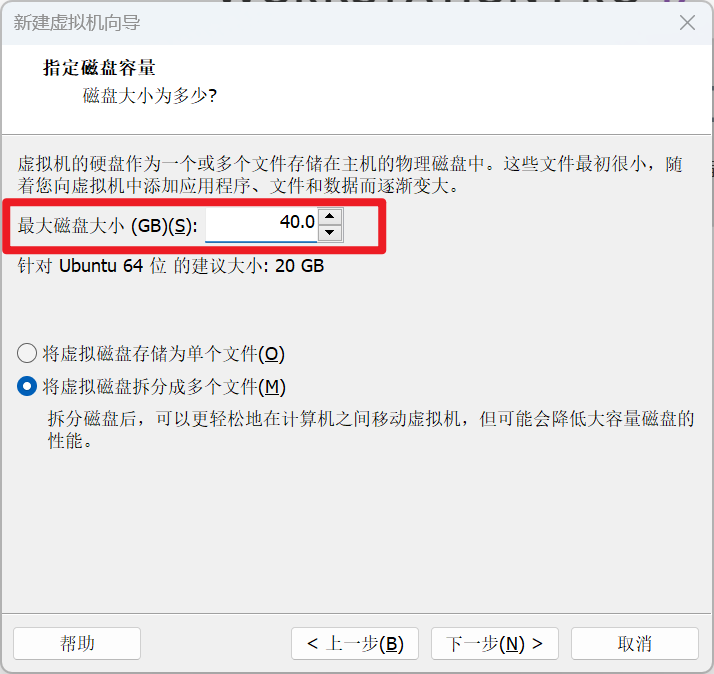 新建虚拟机向导
指定磁盘容量
磁盘大小为多少?
虚拟机的硬盘作为一个或多个文件存储在主机的物理磁盘中。这些文件最初很小，随
着您向虚拟机中添加应用程序、文件和数据而逐渐变大。
最大磁盘大小 (GB)(S): 40.0
针对 Ubuntu 64 位 的建议大小: 20 GB
将虚拟磁盘存储为单个文件(O)
将虚拟磁盘拆分成多个文件(M)
拆分磁盘后，可以更轻松地在计算机之间移动虚拟机，但可能会降低大容量磁盘的
性能。
帮助 < 上一步(B) 下一步(N) > 取消